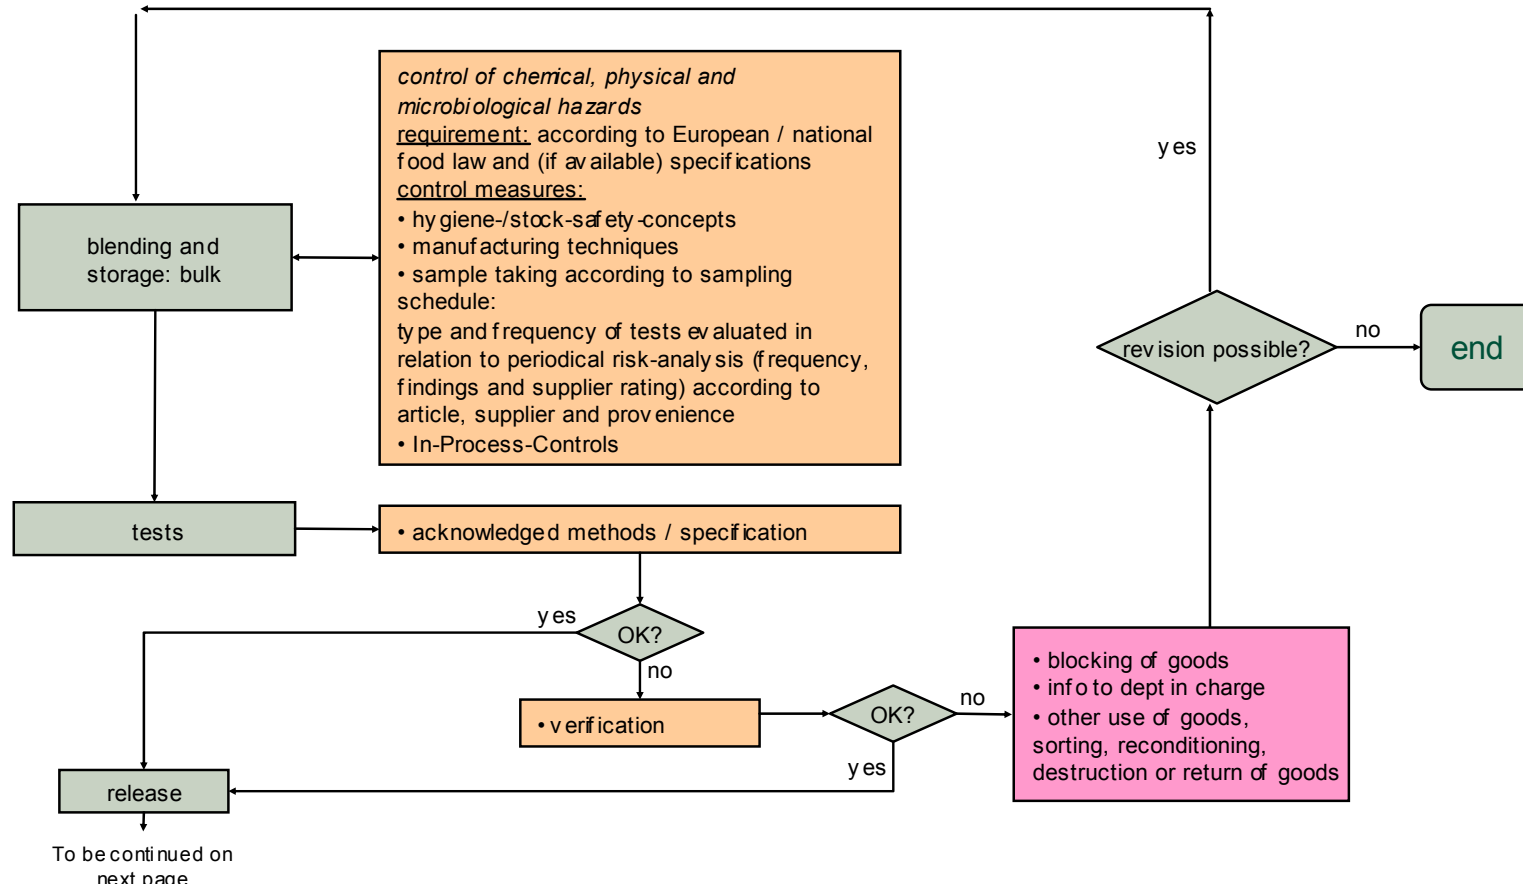 control of chemical, physical and
microbiological hazards
requirement: according to European / national
food law and (if available) specifications
control measures:
• hygiene-/stock-safety-concepts
• manufacturing techniques
• sample taking according to sampling
schedule:
type and frequency of tests evaluated in
relation to periodical risk-analysis (frequency,
findings and supplier rating) according to
article, supplier and provenience
• In-Process-Controls
blending and
storage: bulk
yes
revision possible?
no
end
tests
• acknowledged methods / specification
yes
OK?
no
• verification
OK?
no
yes
• blocking of goods
• info to dept in charge
• other use of goods,
sorting, reconditioning,
destruction or return of goods
release
To be continued on
next page